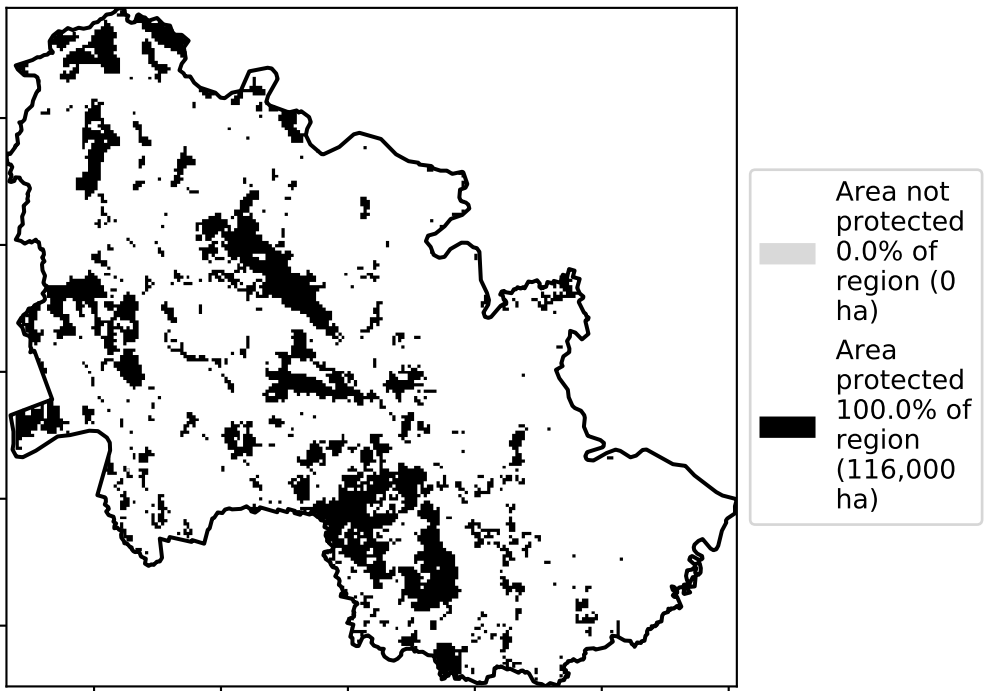 Area not
protected
0.0% of
region (0
ha)
Area
protected
100.0% of
region
(116,000
ha)